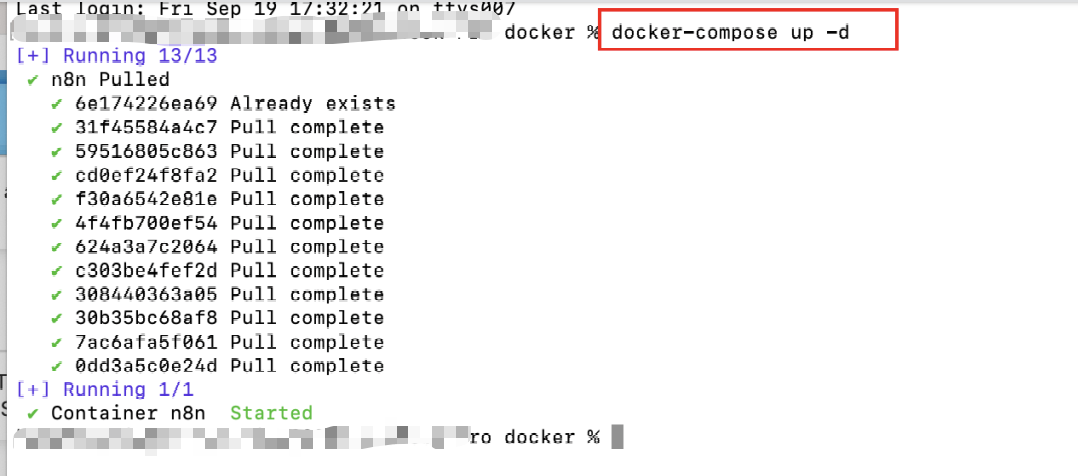 Last login: Fri Sep 19 17:32:21 on ttys007
docker % docker-compose up -d
[+] Running 13/13
✔ n8n Pulled
✔ 6e174226ea69 Already exists
✔ 31f45584a4c7 Pull complete
✔ 59516805c863 Pull complete
✔ cd0ef24f8fa2 Pull complete
✔ f30a6542e81e Pull complete
✔ 4f4fb700ef54 Pull complete
✔ 624a3a7c2064 Pull complete
✔ c303be4fef2d Pull complete
✔ 308440363a05 Pull complete
✔ 30b35bc68af8 Pull complete
✔ 7ac6afa5f061 Pull complete
✔ 0dd3a5c0e24d Pull complete
[+] Running 1/1
✔ Container n8n Started
ro docker %